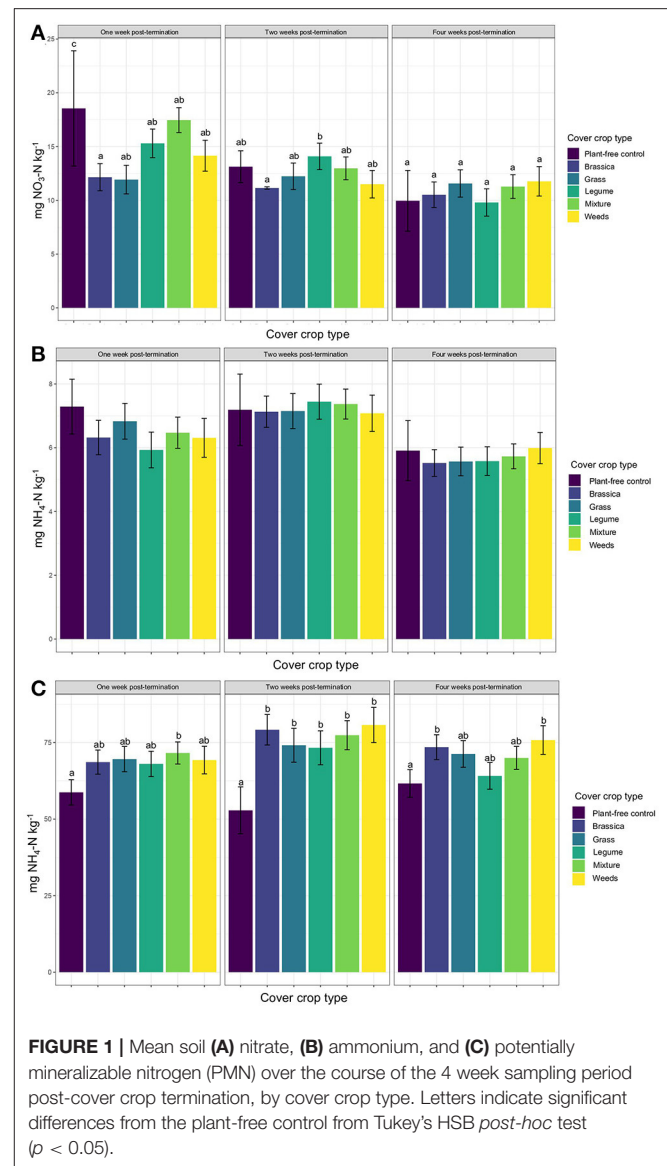 A
One week post-termination
Two weeks post-termination
Four weeks post-termination
mg NO3-N kg-1
25
20
15
10
5
0
c
a
ab
ab
ab
ab
ab
a
ab
b
ab
ab
a
a
a
a
a
a
Cover crop type
Cover crop type
Plant-free control
Brassica
Grass
Legume
Mixture
Weeds
B
One week post-termination
Two weeks post-termination
Four weeks post-termination
mg NH4-N kg-1
8
6
4
2
0
Cover crop type
Cover crop type
Plant-free control
Brassica
Grass
Legume
Mixture
Weeds
C
One week post-termination
Two weeks post-termination
Four weeks post-termination
mg NH4-N kg-1
75
50
25
0
a
ab
ab
ab
b
ab
a
b
b
b
b
b
a
b
ab
ab
ab
b
Cover crop type
Cover crop type
Plant-free control
Brassica
Grass
Legume
Mixture
Weeds
FIGURE 1 | Mean soil (A) nitrate, (B) ammonium, and (C) potentially
mineralizable nitrogen (PMN) over the course of the 4 week sampling period
post-cover crop termination, by cover crop type. Letters indicate significant
differences from the plant-free control from Tukey's HSB post-hoc test
(p < 0.05).